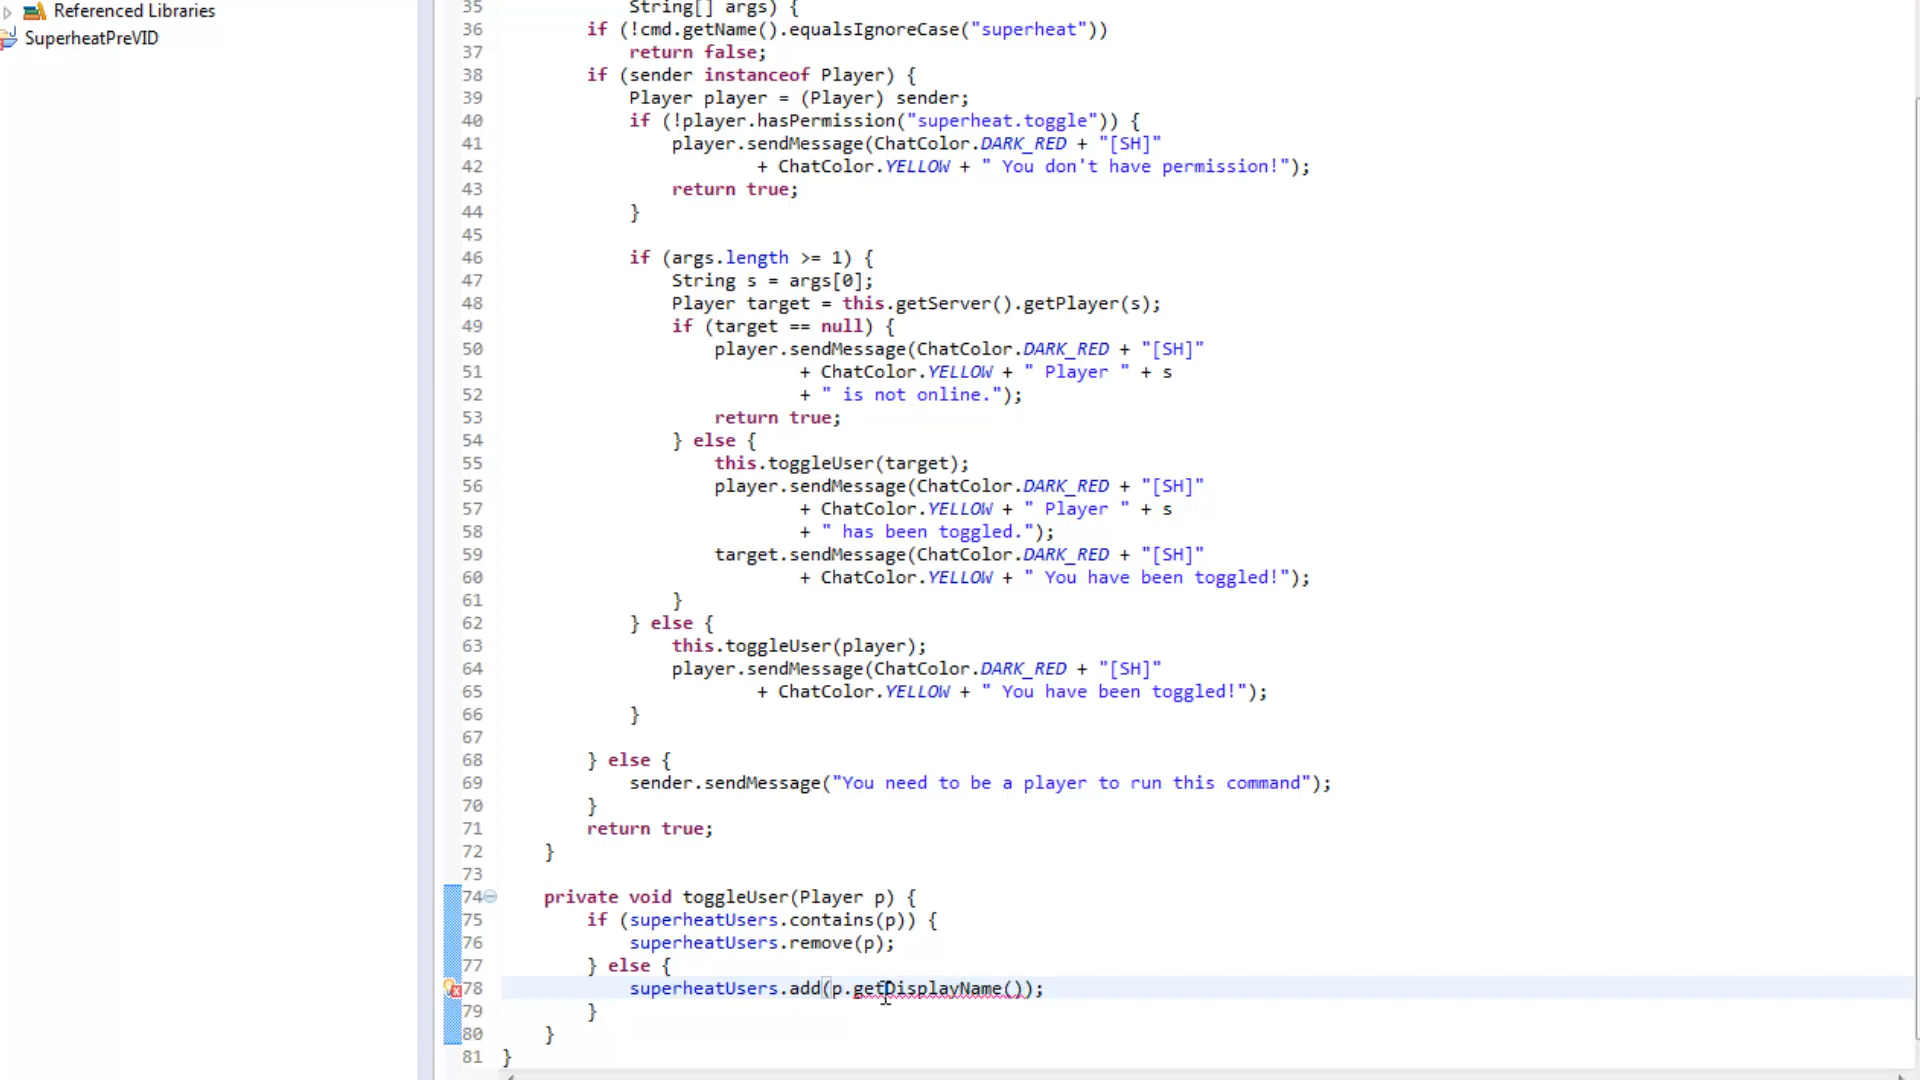 Referenced Libraries
SuperheatPreVID
35 String[] args) {
36 if (!cmd.getName().equalsIgnoreCase("superheat"))
37 return false;
38 if (sender instanceof Player) {
39 Player player = (Player) sender;
40 if (!player.hasPermission("superheat.toggle")) {
41 player.sendMessage(ChatColor.DARK_RED + "[SH]"
42 + ChatColor.YELLOW + " You don't have permission!");
43 return true;
44 }
45
46 if (args.length >= 1) {
47 String s = args[0];
48 Player target = this.getServer().getPlayer(s);
49 if (target == null) {
50 player.sendMessage(ChatColor.DARK_RED + "[SH]"
51 + ChatColor.YELLOW + " Player " + s
52 + " is not online.");
53 return true;
54 } else {
55 this.toggleUser(target);
56 player.sendMessage(ChatColor.DARK_RED + "[SH]"
57 + ChatColor.YELLOW + " Player " + s
58 + " has been toggled.");
59 target.sendMessage(ChatColor.DARK_RED + "[SH]"
60 + ChatColor.YELLOW + " You have been toggled!");
61 }
62 } else {
63 this.toggleUser(player);
64 player.sendMessage(ChatColor.DARK_RED + "[SH]"
65 + ChatColor.YELLOW + " You have been toggled!");
66 }
67
68 } else {
69 sender.sendMessage("You need to be a player to run this command");
70 }
71 return true;
72 }
73
74 private void toggleUser(Player p) {
75 if (superheatUsers.contains(p)) {
76 superheatUsers.remove(p);
77 } else {
78 superheatUsers.add(p.getDisplayName());
79 }
80 }
81 }